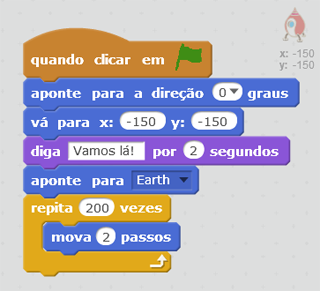 x: -150
y: -150
quando clicar em
aponte para a direção 0 graus
vá para x: -150 y: -150
diga Vamos lá! por 2 segundos
aponte para Earth
repita 200 vezes
mova 2 passos